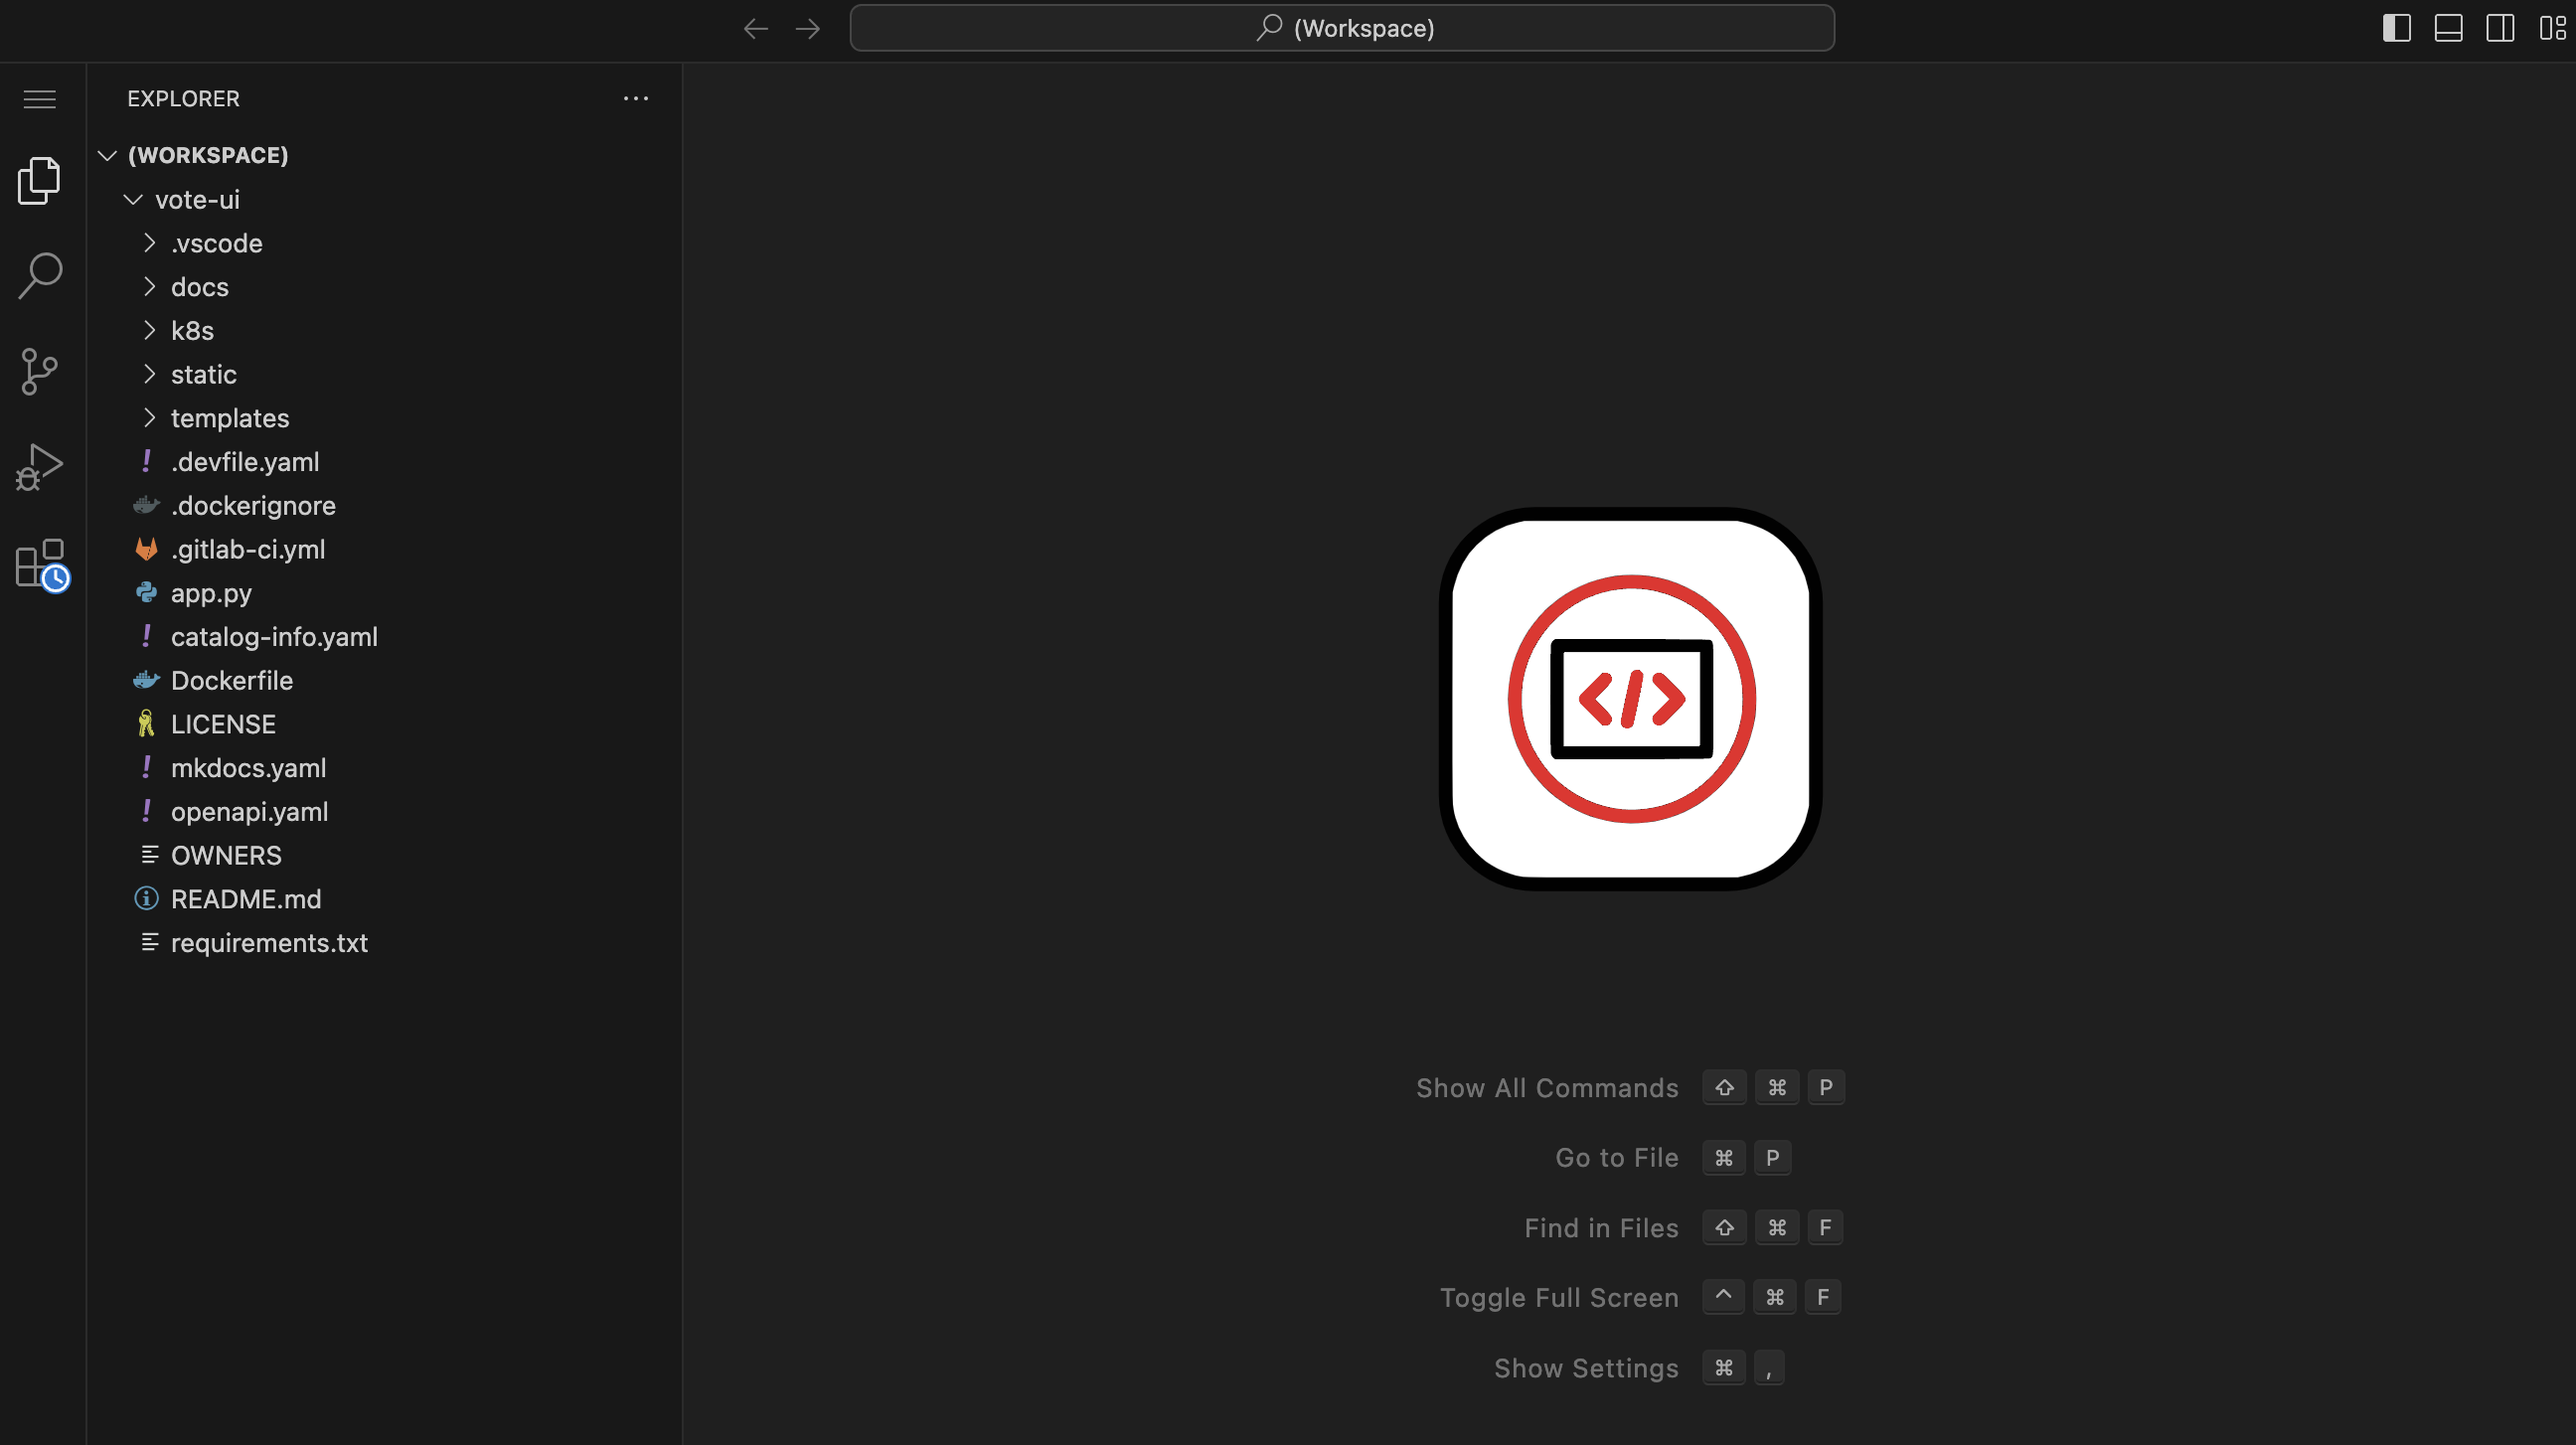 (Workspace)
EXPLORER
(WORKSPACE)
vote-ui
.vscode
docs
k8s
static
templates
.devfile.yaml
.dockerignore
.gitlab-ci.yml
app.py
catalog-info.yaml
Dockerfile
LICENSE
mkdocs.yaml
openapi.yaml
OWNERS
README.md
requirements.txt
</>
Show All Commands ⇧ ⌘ P
Go to File ⌘ P
Find in Files ⇧ ⌘ F
Toggle Full Screen ⌃ ⌘ F
Show Settings ⌘ ,